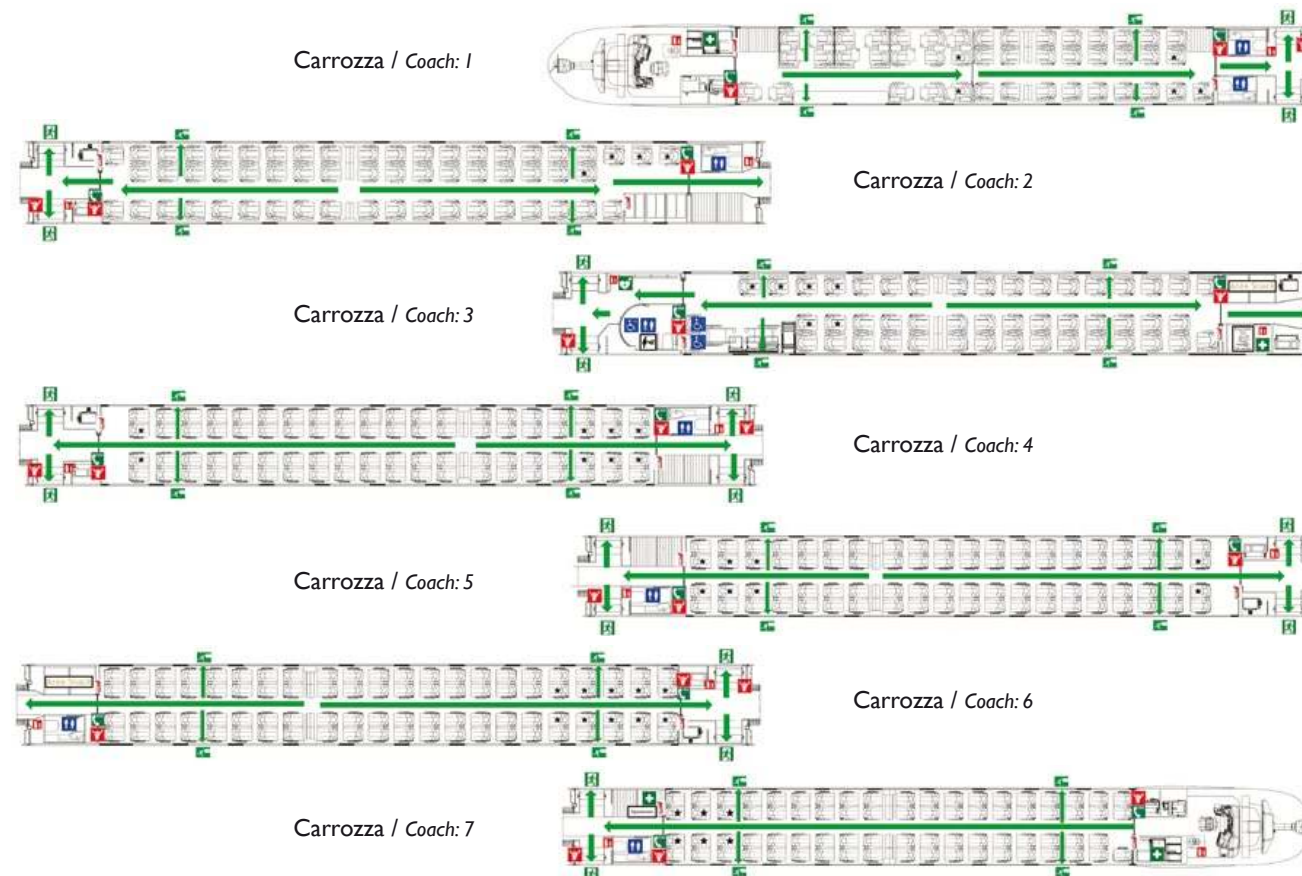 Carrozza / Coach: 1
Carrozza / Coach: 2
Carrozza / Coach: 3
Carrozza / Coach: 4
Carrozza / Coach: 5
Carrozza / Coach: 6
Carrozza / Coach: 7